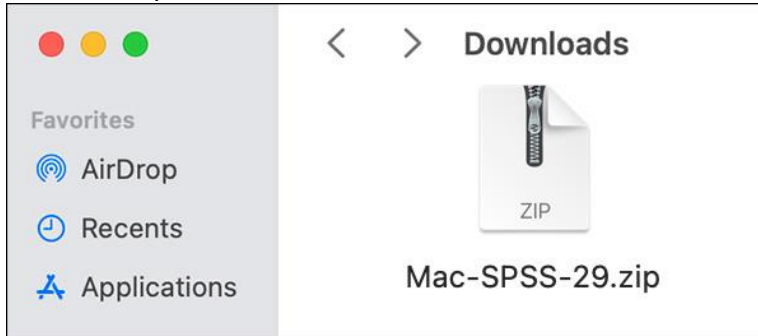 Downloads
Favorites
AirDrop
Recents
Applications
ZIP
Mac-SPSS-29.zip